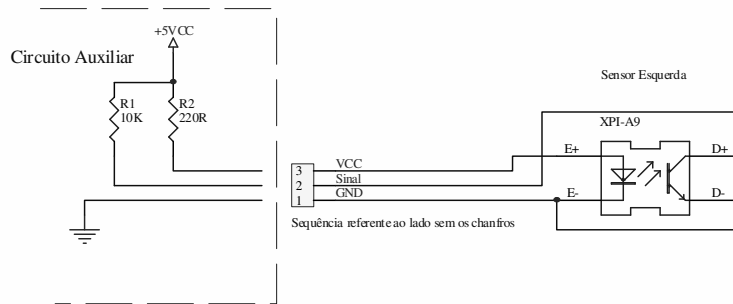 +5VCC
Circuito Auxiliar
Sensor Esquerda
R1
10K
R2
220R
XPI-A9
3
VCC
E+
D+
2
Sinal
1
GND
E-
D-
Sequência referente ao lado sem os chanfros